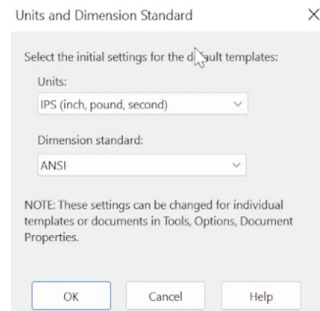 Units and Dimension Standard
Select the initial settings for the default templates:
Units:
IPS (inch, pound, second)
Dimension standard:
ANSI
NOTE: These settings can be changed for individual
templates or documents in Tools, Options, Document
Properties.
OK Cancel Help